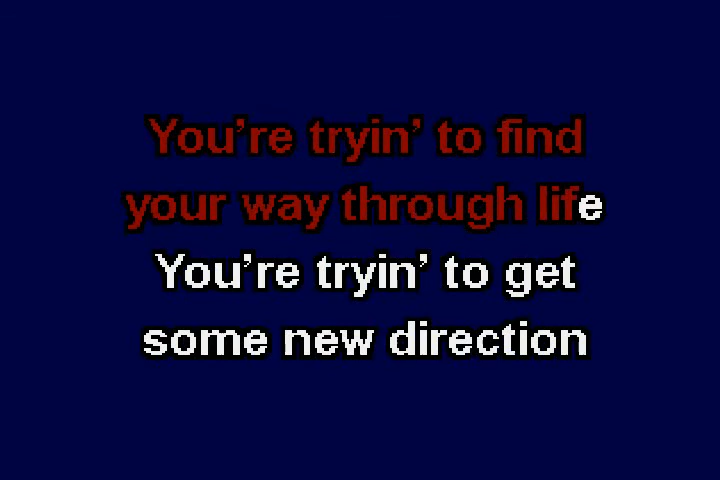 You’re tryin’ to find
your way through life
You’re tryin’ to get
some new direction